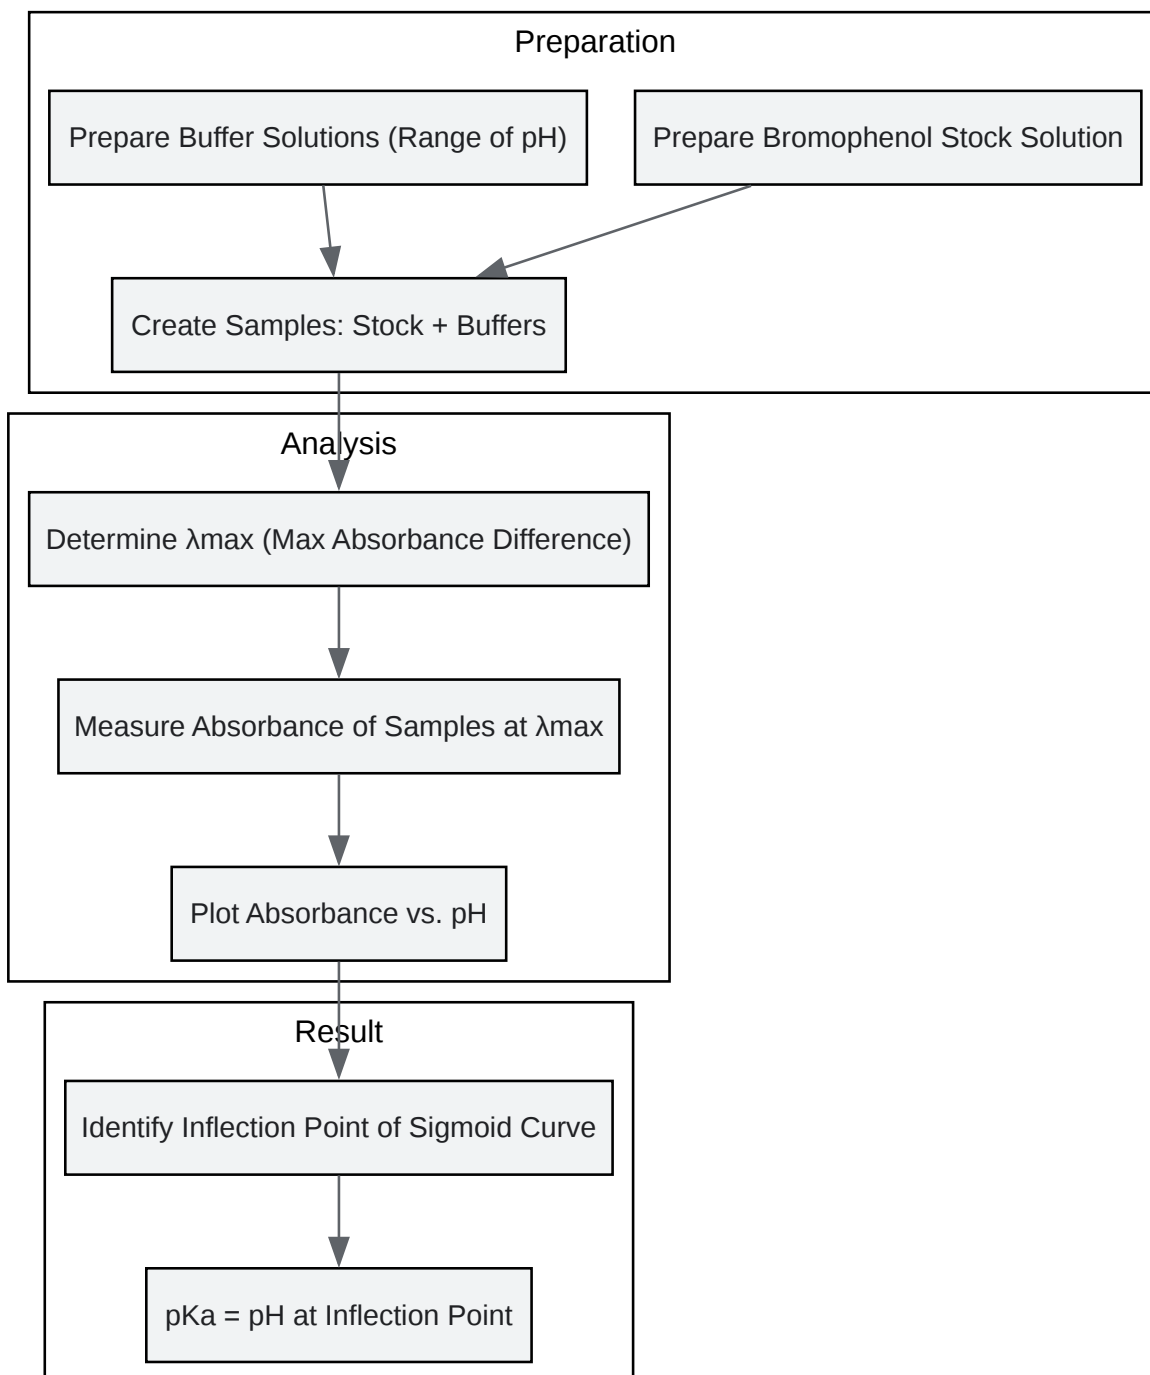 Preparation
Prepare Buffer Solutions (Range of pH)
Prepare Bromophenol Stock Solution
Create Samples: Stock + Buffers
Analysis
Determine λmax (Max Absorbance Difference)
Measure Absorbance of Samples at λmax
Plot Absorbance vs. pH
Result
Identify Inflection Point of Sigmoid Curve
pKa = pH at Inflection Point